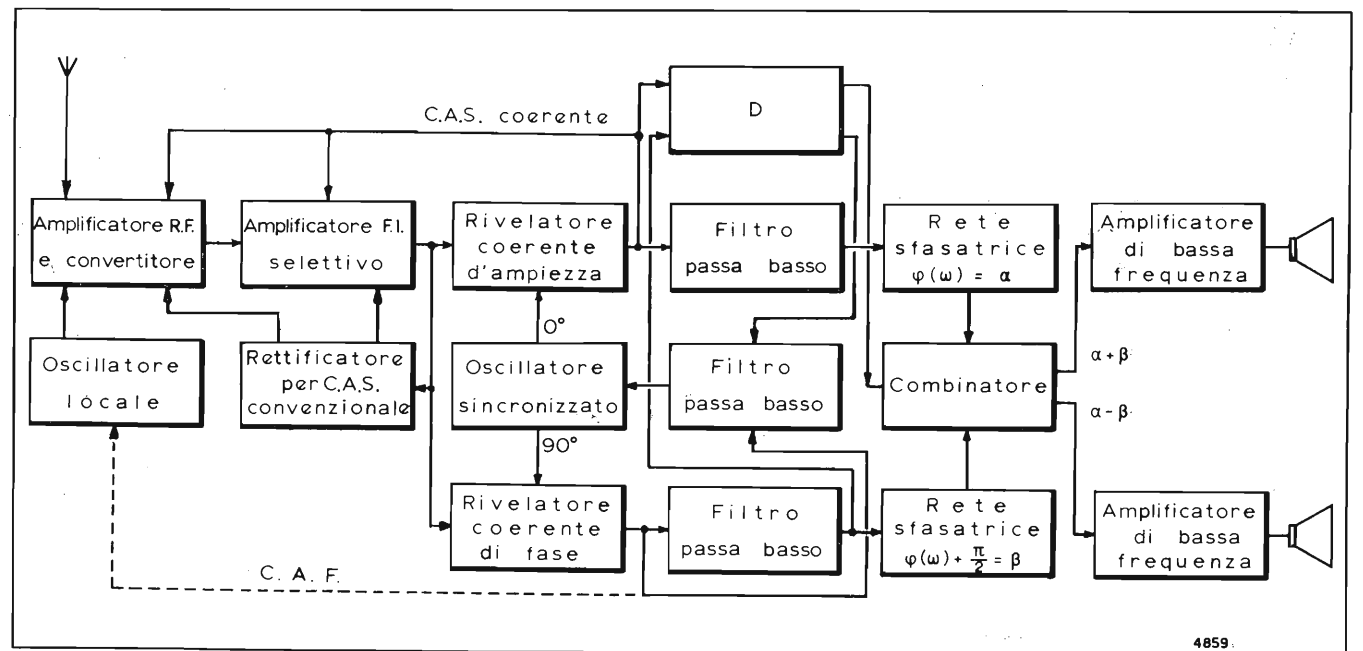 D
C.A.S. coerente
Amplificatore R.F.
e convertitore
Amplificatore F.I.
selettivo
Rivelatore
coerente
d'ampiezza
Filtro
passa basso
Rete
sfasatrice
φ(ω) = α
Amplificatore
di bassa
frequenza
0°
α+β
Oscillatore
locale
Rettificatore
per C.A.S.
convenzionale
Oscillatore
sincronizzato
Filtro
passa basso
Combinatore
α-β
90°
Rivelatore
coerente
di fase
Filtro
passa basso
Rete
sfasatrice
φ(ω) + π/2 = β
Amplificatore
di bassa
frequenza
C. A. F.
4859